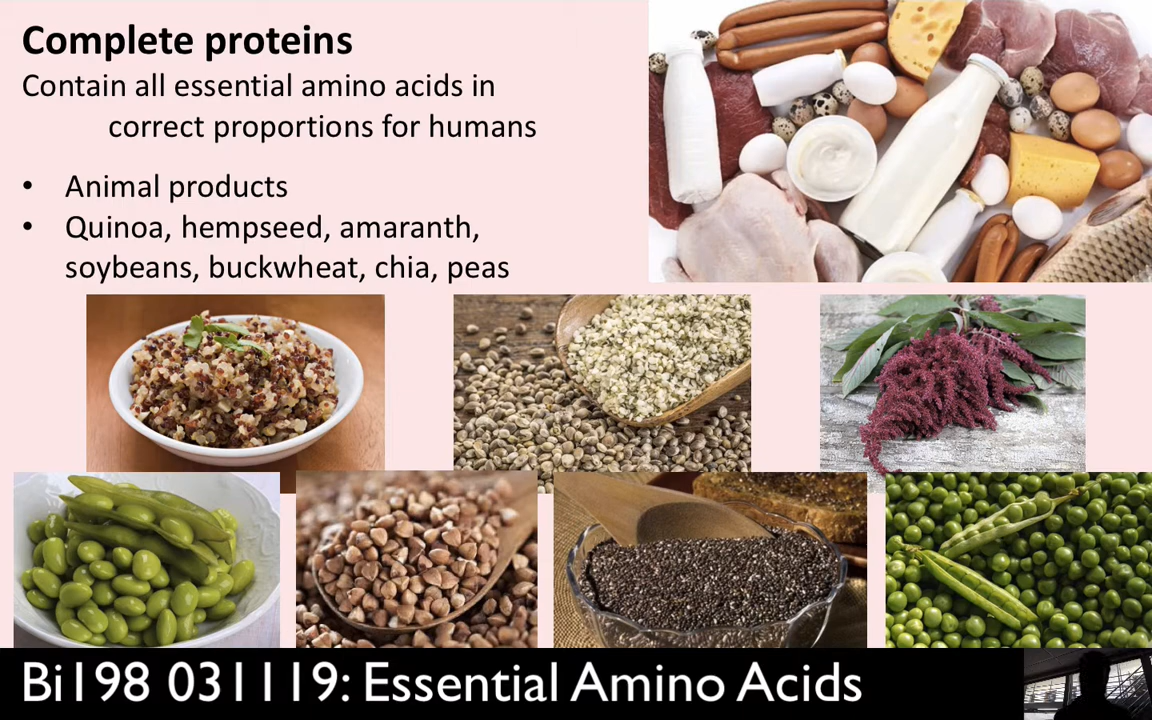 Complete proteins
Contain all essential amino acids in
correct proportions for humans
• Animal products
• Quinoa, hempseed, amaranth,
soybeans, buckwheat, chia, peas
Bi198 031119: Essential Amino Acids